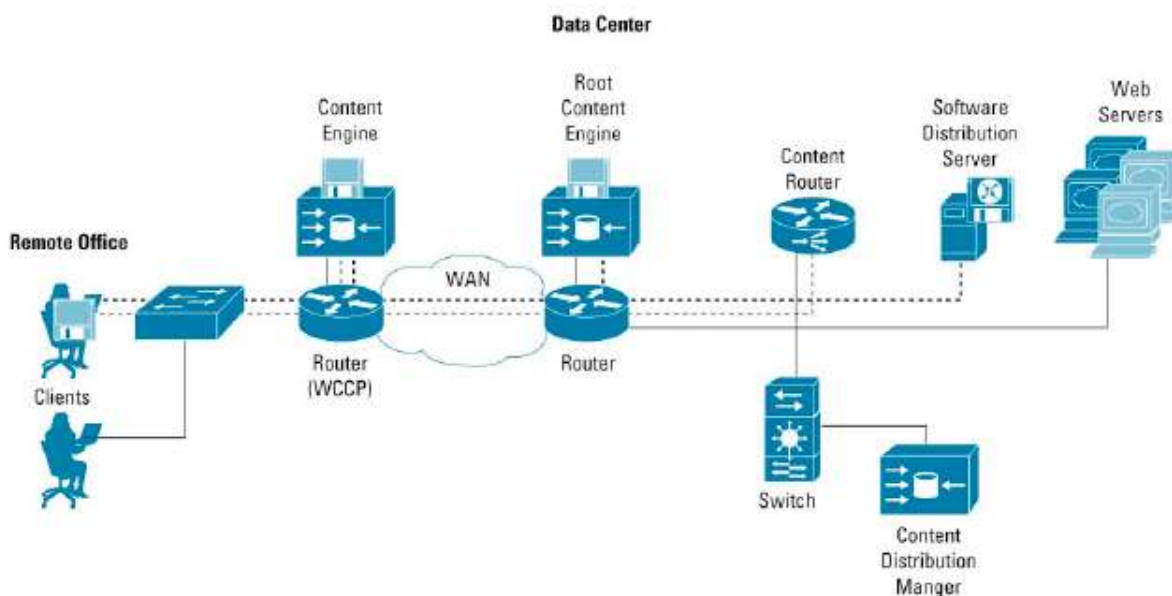 Data Center
Content
Engine
Root
Content
Engine
Content
Router
Software
Distribution
Server
Web
Servers
Remote Office
WAN
Router
(WCCP)
Router
Clients
Switch
Content
Distribution
Manger